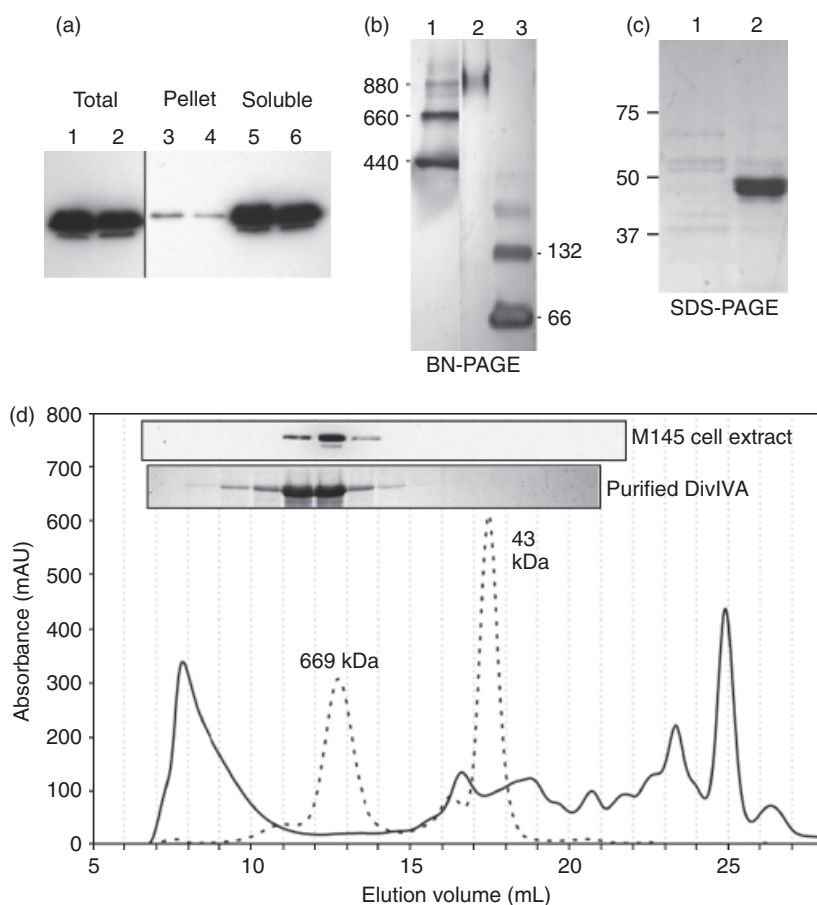 (a)
Total Pellet Soluble
1 2 3 4 5 6
(b)
1 2 3
880
660
440
132
66
BN-PAGE
(c)
1 2
75
50
37
SDS-PAGE
(d)
800
700
600
500
400
300
200
100
0
Absorbance (mAU)
M145 cell extract
Purified DivIVA
669 kDa
43
kDa
5 10 15 20 25
Elution volume (mL)